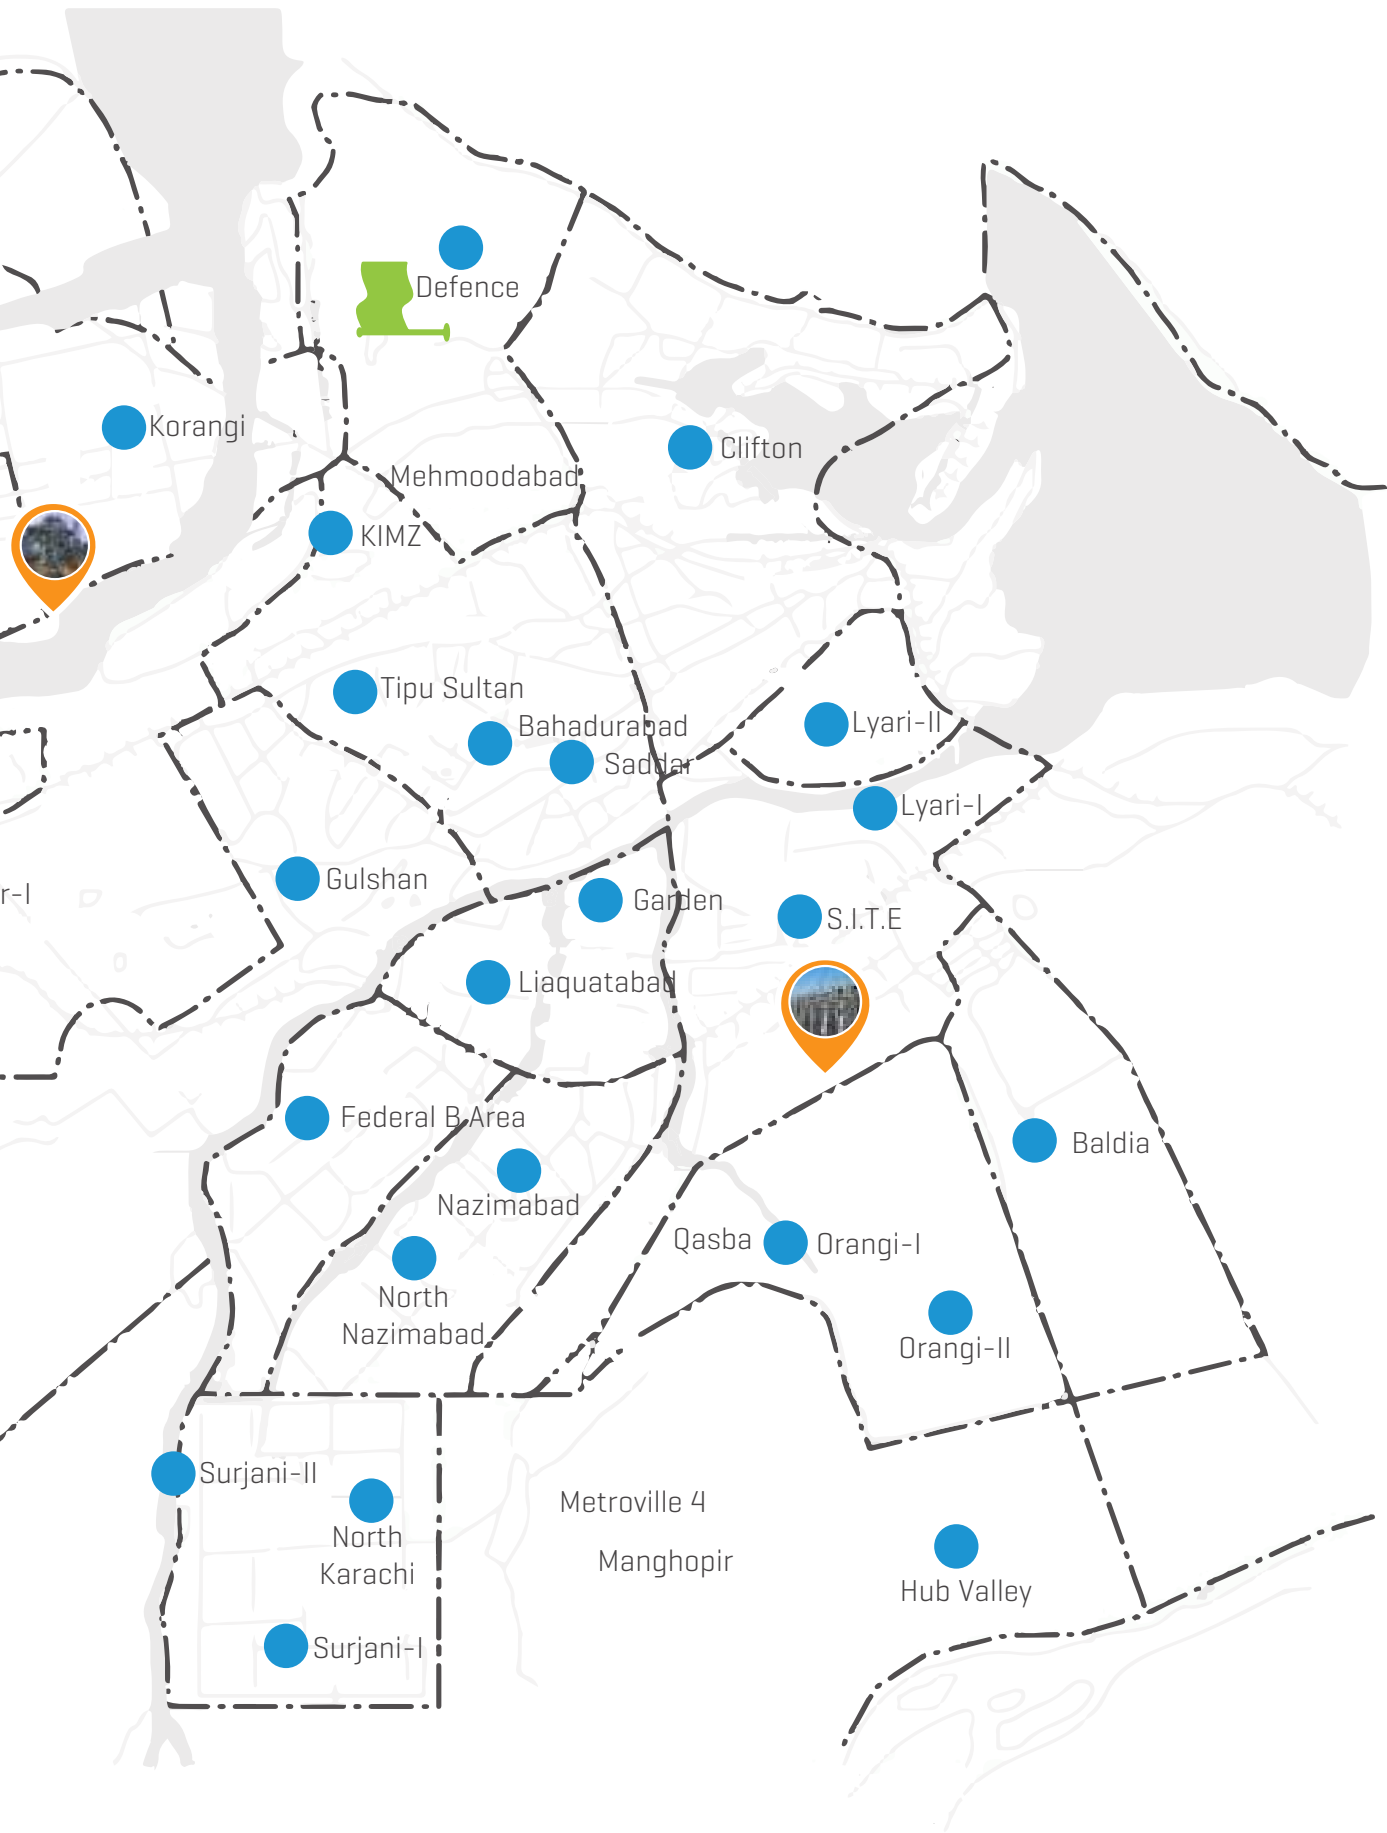 Defence
Korangi
Clifton
Mehmoodabad
KIMZ
Tipu Sultan
Bahadurabad
Saddar
Lyari-II
Lyari-I
Gulshan
r-I
Garden
S.I.T.E
Liaquatabad
Federal B Area
Baldia
Nazimabad
Qasba
Orangi-I
North
Nazimabad
Orangi-II
Surjani-II
Metroville 4
North
Karachi
Manghopir
Hub Valley
Surjani-I